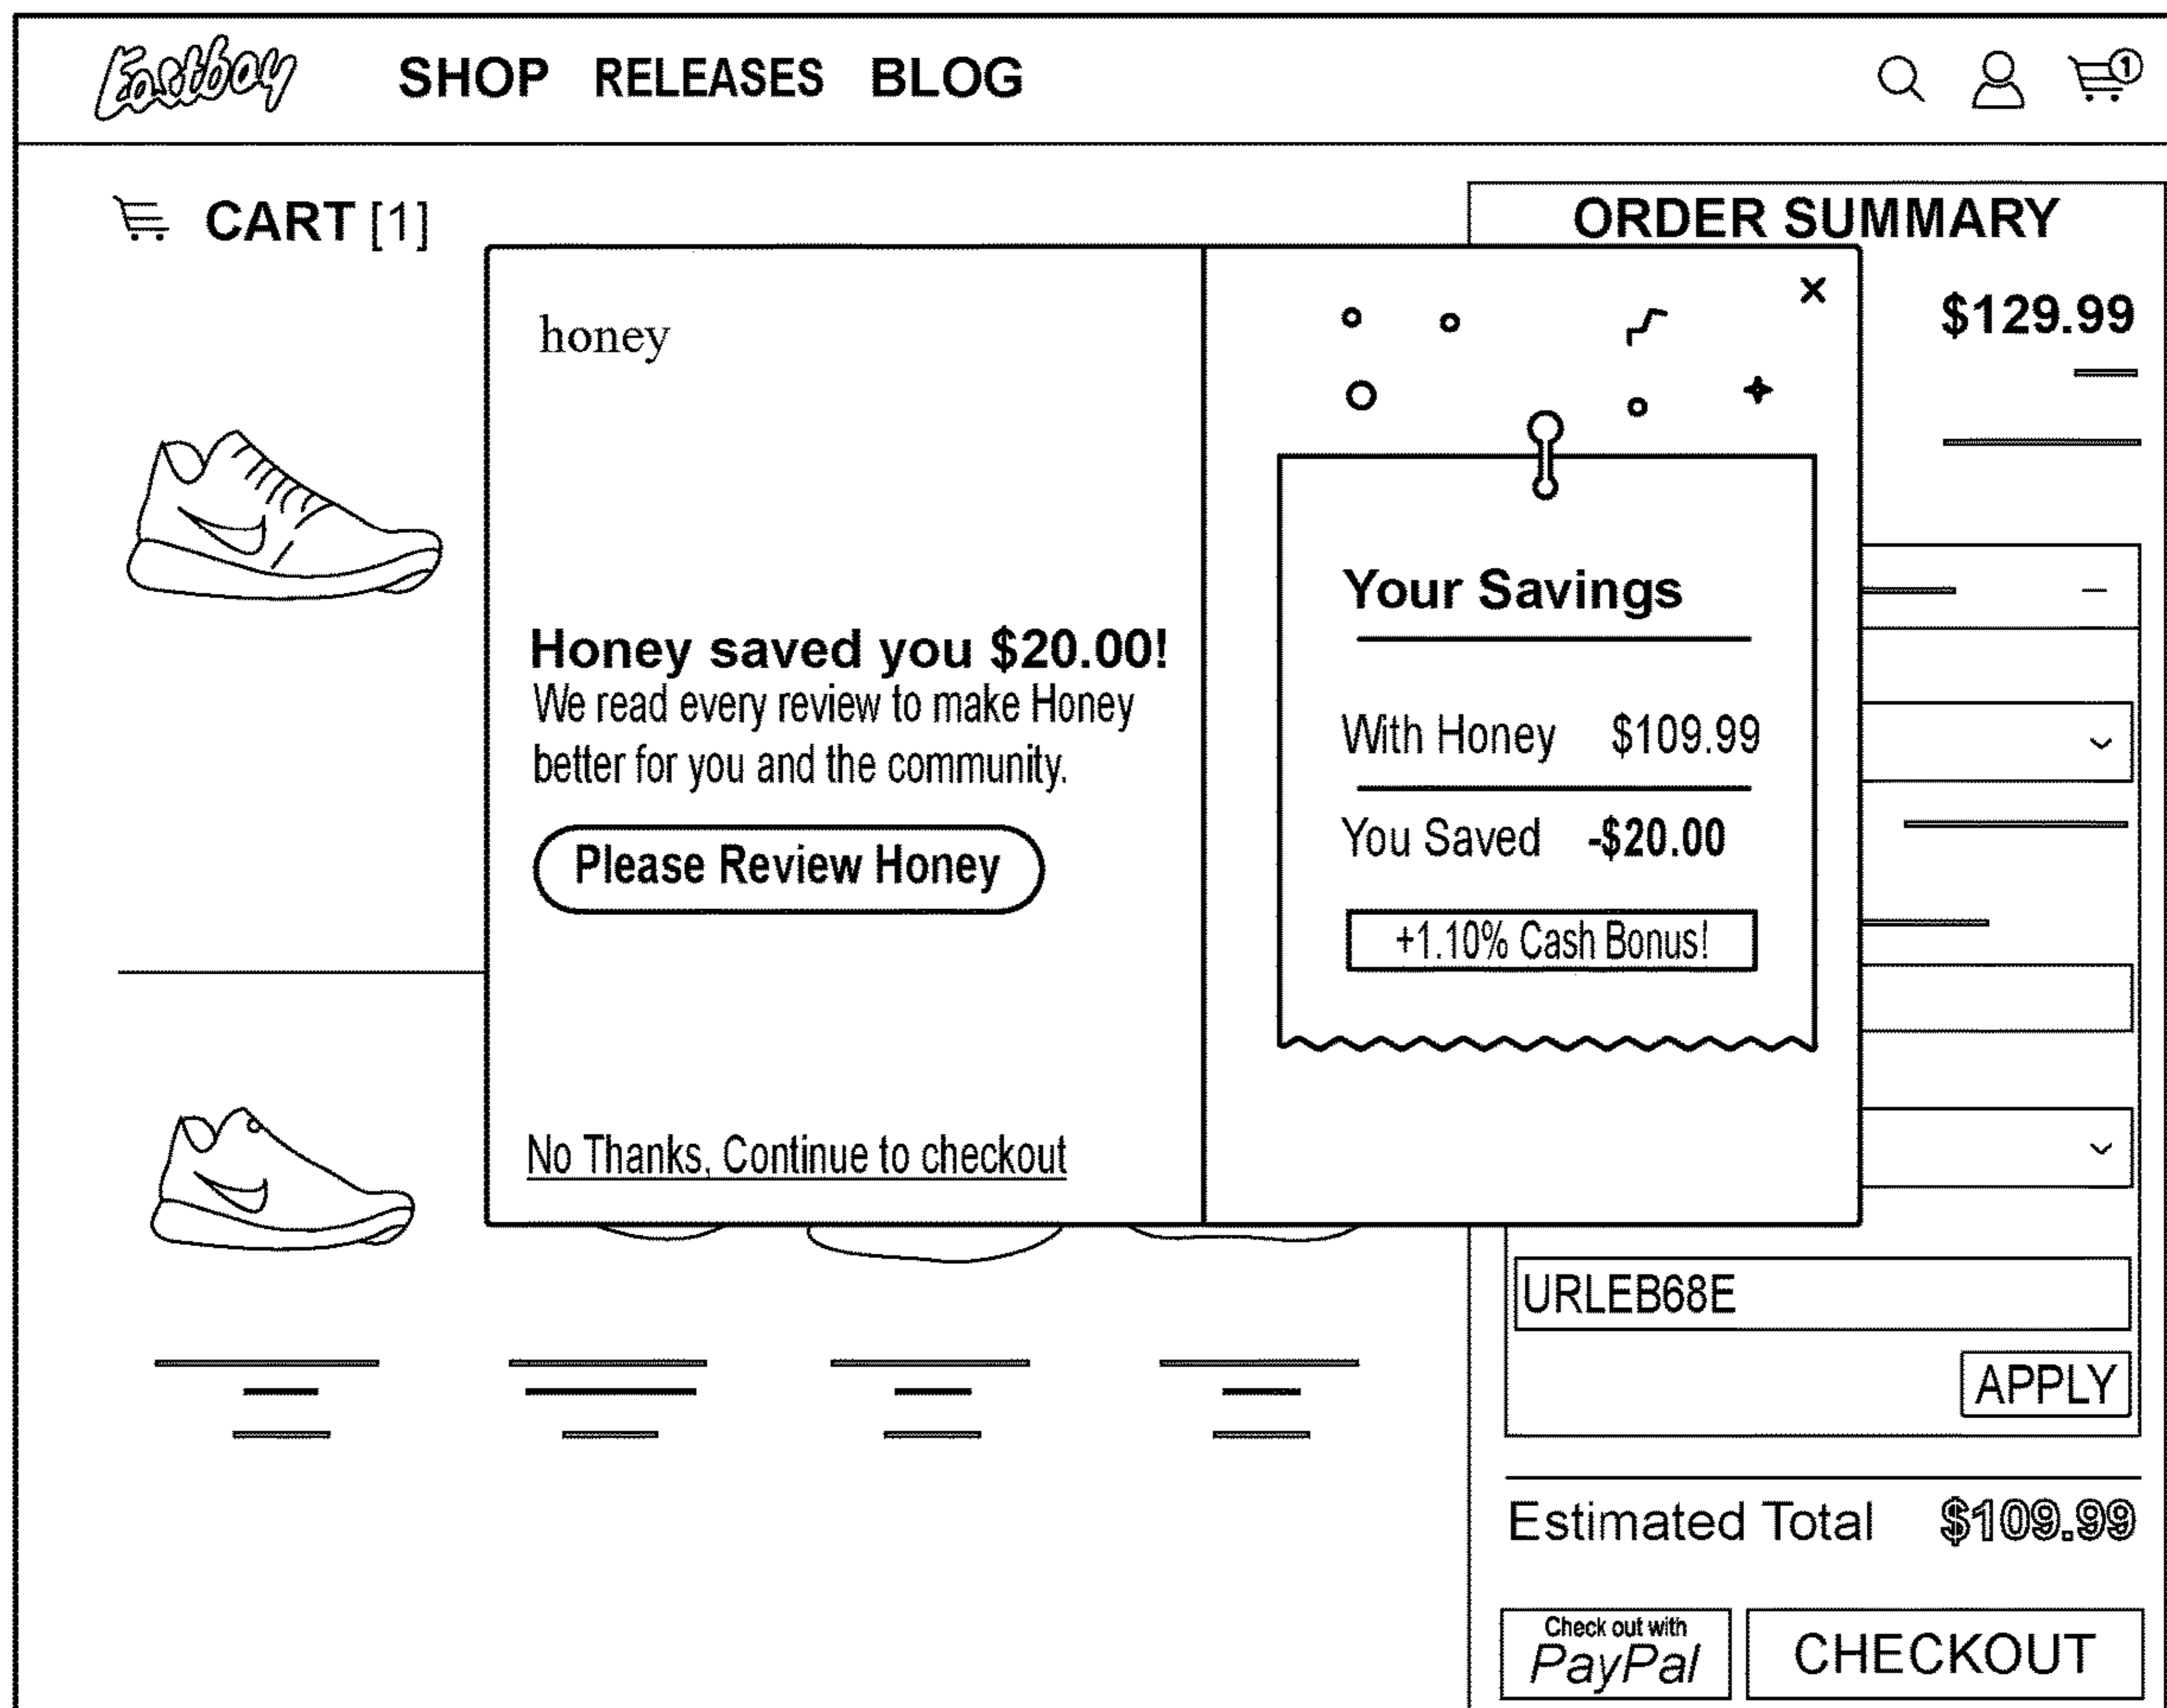 Eastbay
SHOP RELEASES BLOG
1
CART [1]
ORDER SUMMARY
$129.99
honey
x
Honey saved you $20.00!
We read every review to make Honey
better for you and the community.
Please Review Honey
No Thanks, Continue to checkout
Your Savings
With Honey $109.99
You Saved -$20.00
+1.10% Cash Bonus!
URLEB68E
APPLY
Estimated Total $109.99
Check out with
PayPal
CHECKOUT